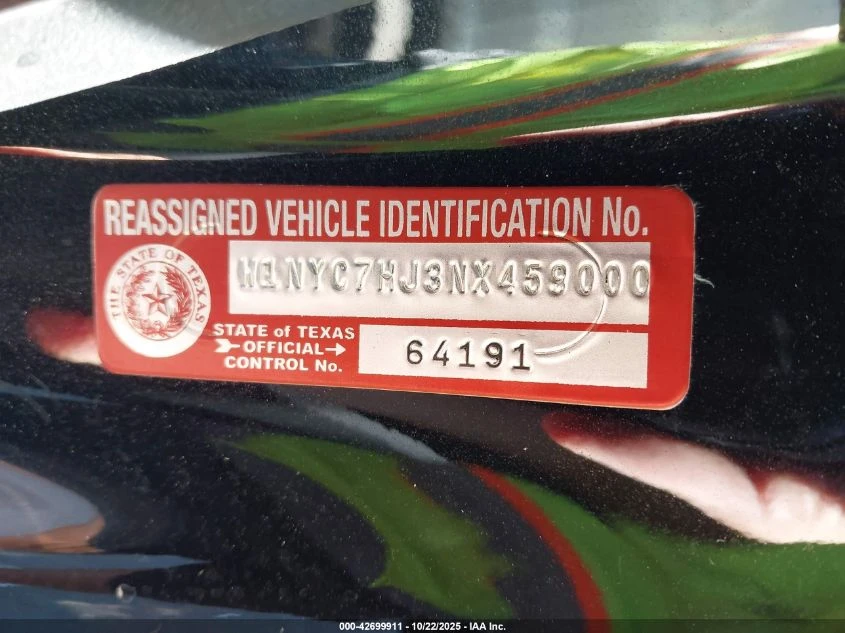 REASSIGNED VEHICLE IDENTIFICATION No.
W1NYC7HJ3NX459000
THE STATE OF TEXAS
STATE of TEXAS
OFFICIAL
CONTROL No.
64191
000-42699911 - 10/22/2025 - IAA Inc.